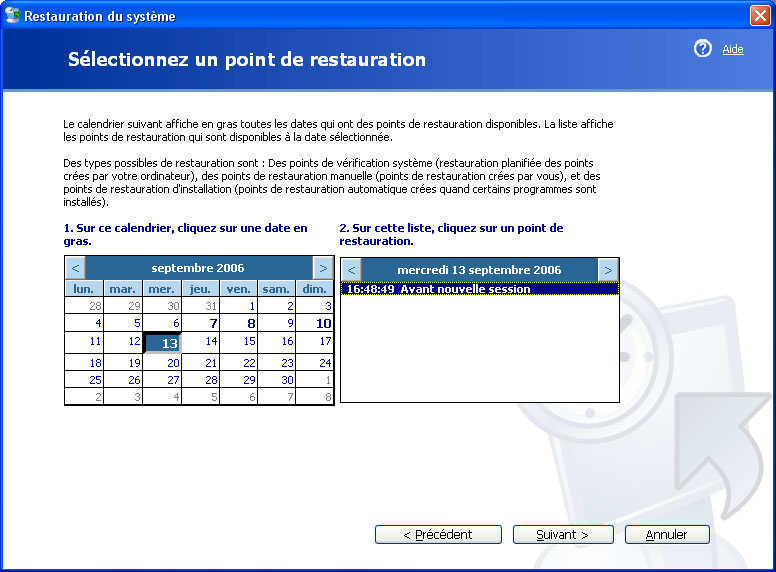 Restauration du système
Sélectionnez un point de restauration
Aide
Le calendrier suivant affiche en gras toutes les dates qui ont des points de restauration disponibles. La liste affiche
les points de restauration qui sont disponibles à la date sélectionnée.
Des types possibles de restauration sont : Des points de vérification système (restauration planifiée des points
crées par votre ordinateur), des points de restauration manuelle (points de restauration crées par vous), et des
points de restauration d'installation (points de restauration automatique crées quand certains programmes sont
installés).
1. Sur ce calendrier, cliquez sur une date en
gras.
< septembre 2006 >
lun. mar. mer. jeu. ven. sam. dim.
28 29 30 31 1 2 3
4 5 6 7 8 9 10
11 12 13 14 15 16 17
18 19 20 21 22 23 24
25 26 27 28 29 30 1
2 3 4 5 6 7 8
2. Sur cette liste, cliquez sur un point de
restauration.
< mercredi 13 septembre 2006 >
16:48:49 Avant nouvelle session
< Précédent
Suivant >
Annuler